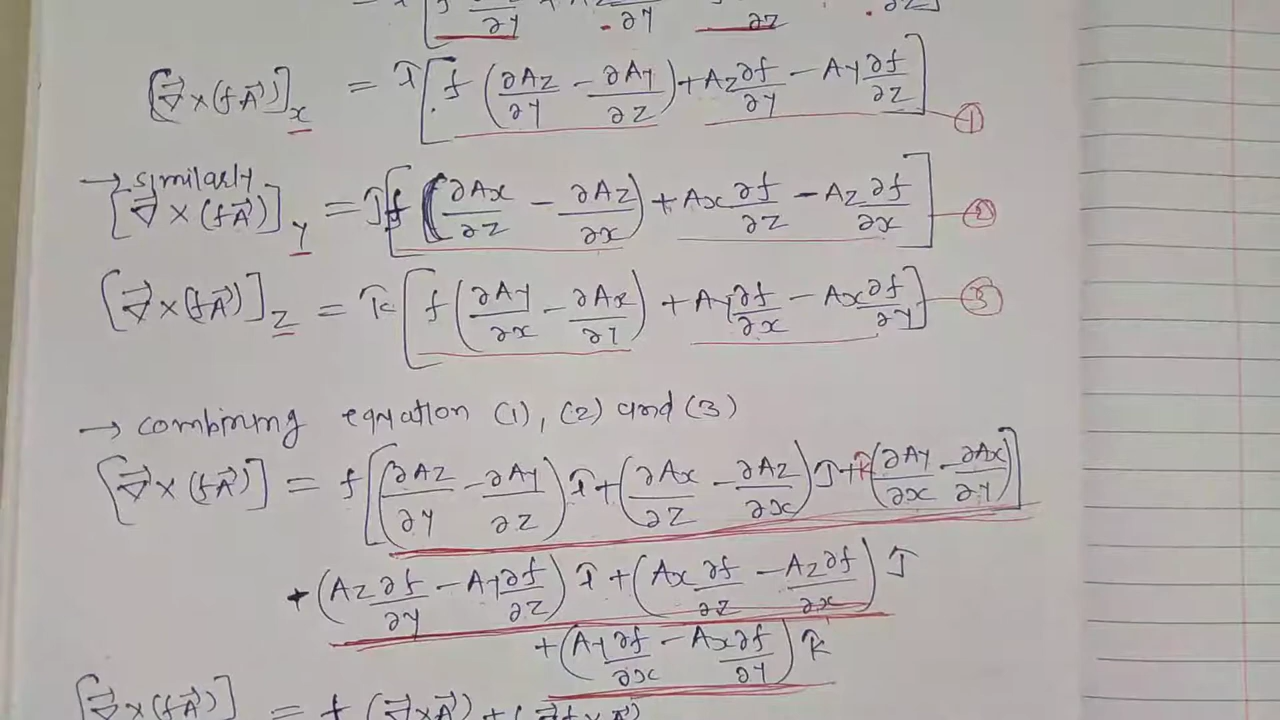 = î [ f ∂/∂y + Az ∂y ∂z ∂z ]
[∇⃗×(fA⃗)]x = î [ f (∂Az/∂y − ∂Ay/∂z) + Az ∂f/∂y − Ay ∂f/∂z ] — ①
→ similarly
[∇⃗×(fA⃗)]y = ĵ f [ (∂Ax/∂z − ∂Az/∂x) + Ax ∂f/∂z − Az ∂f/∂x ] — ②
[∇⃗×(fA⃗)]z = k̂ [ f (∂Ay/∂x − ∂Ax/∂y) + Ay ∂f/∂x − Ax ∂f/∂y ] — ③
→ combining equation (1), (2) and (3)
[∇⃗×(fA⃗)] = f [ (∂Az/∂y − ∂Ay/∂z) î + (∂Ax/∂z − ∂Az/∂x) ĵ + k̂ (∂Ay/∂x − ∂Ax/∂y) ]
+ (Az ∂f/∂y − Ay ∂f/∂z) î + (Ax ∂f/∂z − Az ∂f/∂x) ĵ
+ (Ay ∂f/∂x − Ax ∂f/∂y) k̂
[∇⃗×(fA⃗)] = f (∇⃗×A⃗) + (∇⃗f×A⃗)